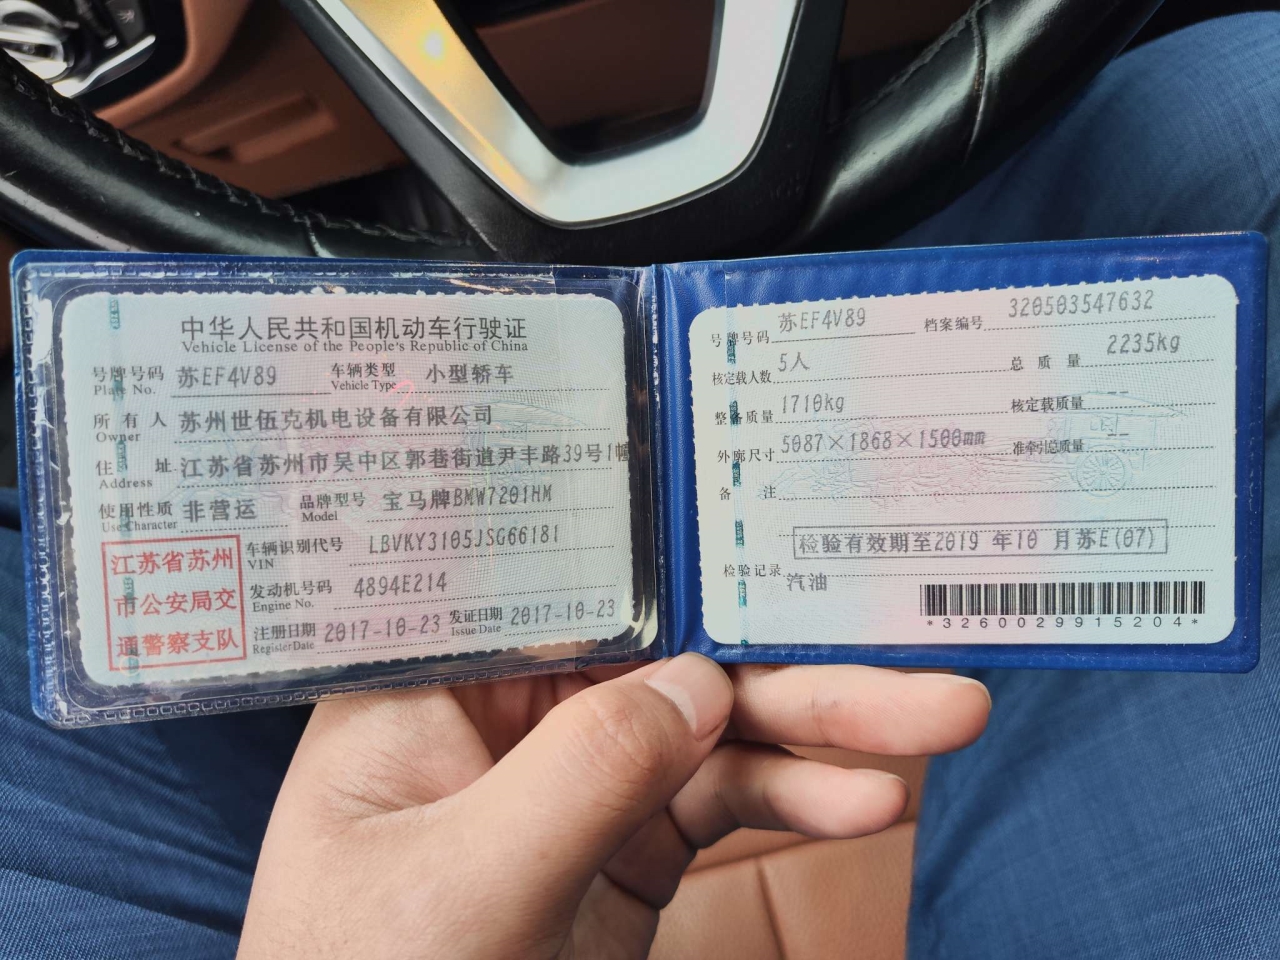 中华人民共和国机动车行驶证
Vehicle License of the People's Republic of China
号牌号码 苏EF4V89 车辆类型 小型轿车
Plate No. Vehicle Type
所有人 苏州世伍克机电设备有限公司
Owner
住址 江苏省苏州市吴中区郭巷街道尹丰路39号1幢
Address
使用性质 非营运 品牌型号 宝马牌BMW7201HM
Use Character Model
江苏省苏州
市公安局交
通警察支队
车辆识别代号 LBVKY3105JSG66181
VIN
发动机号码 4894E214
Engine No.
注册日期 2017-10-23 发证日期 2017-10-23
Register Date Issue Date
号牌号码 苏EF4V89 档案编号 320503547632
核定载人数 5人 总质量 2235kg
整备质量 1710kg 核定载质量 --
外廓尺寸 5087×1868×1500mm 准牵引总质量 --
备注
检验有效期至2019年10月苏E(07)
检验记录
汽油
*3260029915204*